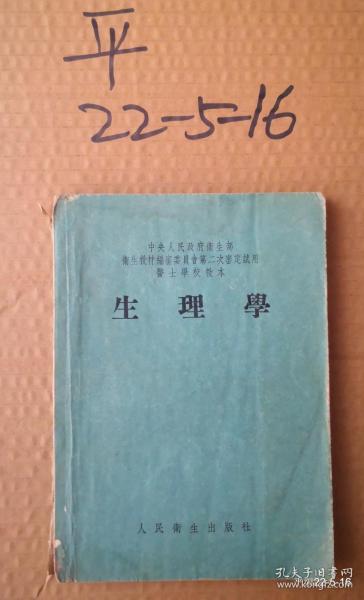 平
22-5-16
中央人民政府衛生部
衛生教材編審委員會第二次審定試用
醫士學校教本
生理學
人民衛生出版社
孔夫子旧书网